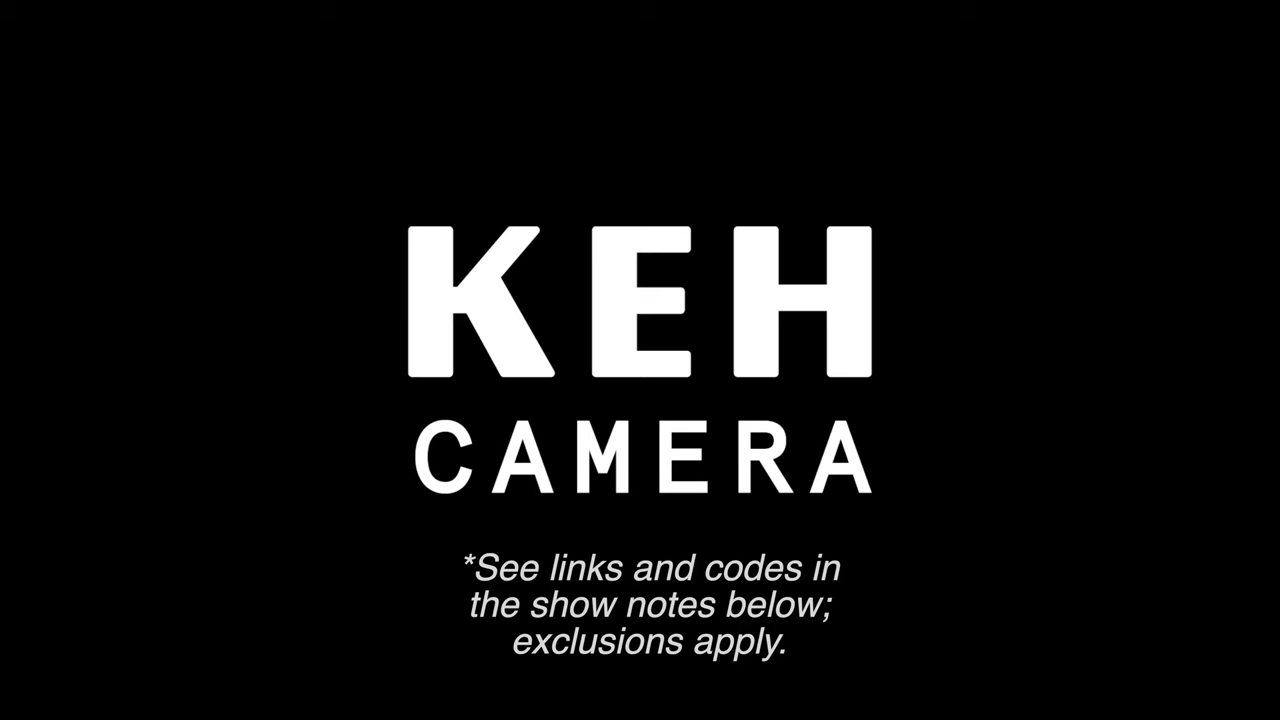 KEH
CAMERA
*See links and codes in
the show notes below;
exclusions apply.